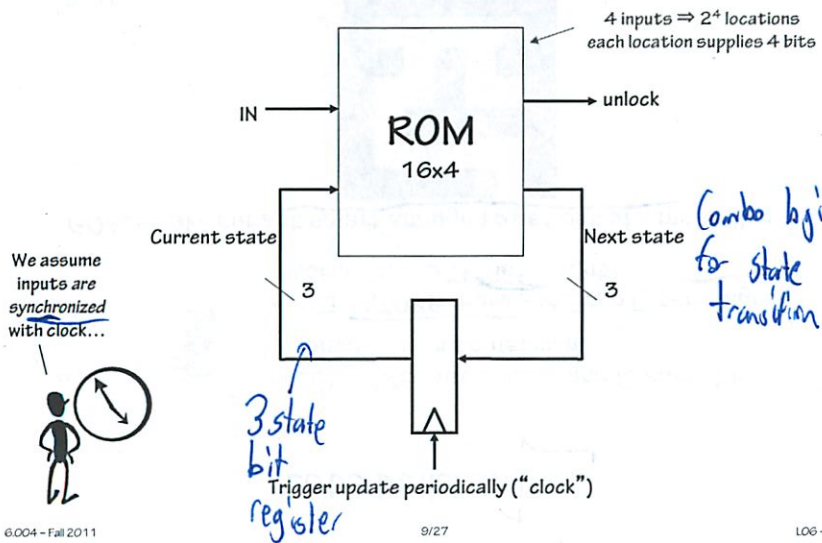 4 inputs ⇒ 2⁴ locations
each location supplies 4 bits
IN
unlock
ROM
16x4
Current state
Next state
3
3
Combo
for state
transition
We assume
inputs are
synchronized
with clock...
3 state
bit
register
Trigger update periodically ("clock")
6.004 - Fall 2011
9/27
L06 -